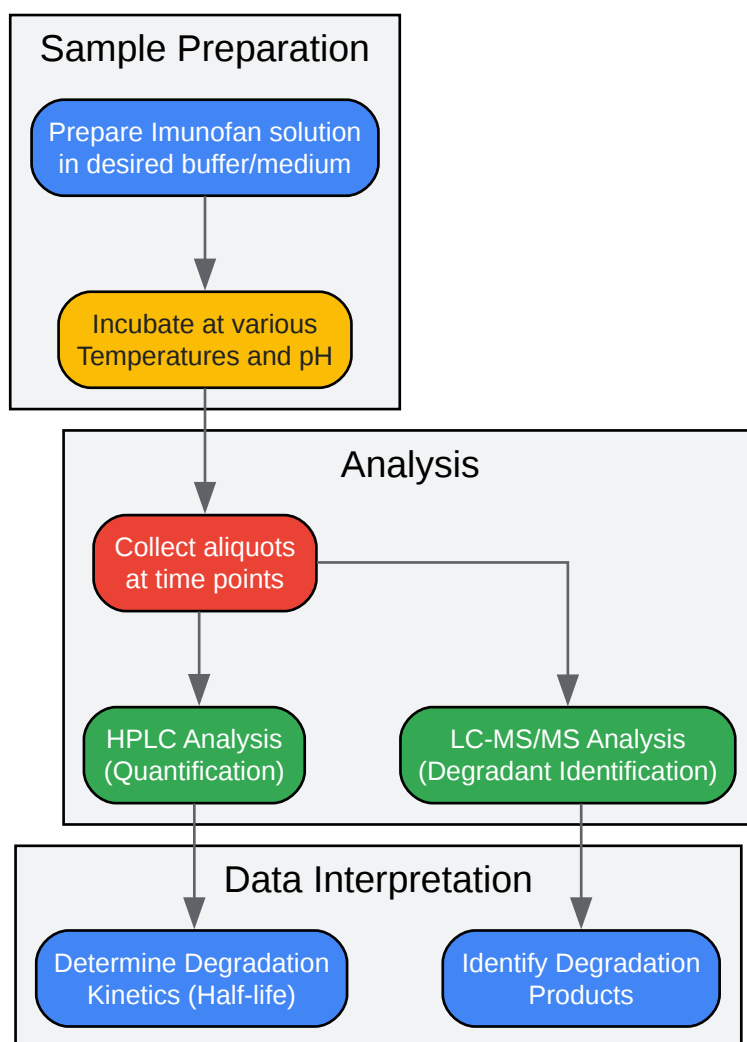 Sample Preparation
Prepare Imunofan solution
in desired buffer/medium
Incubate at various
Temperatures and pH
Analysis
Collect aliquots
at time points
HPLC Analysis
(Quantification)
LC-MS/MS Analysis
(Degradant Identification)
Data Interpretation
Determine Degradation
Kinetics (Half-life)
Identify Degradation
Products